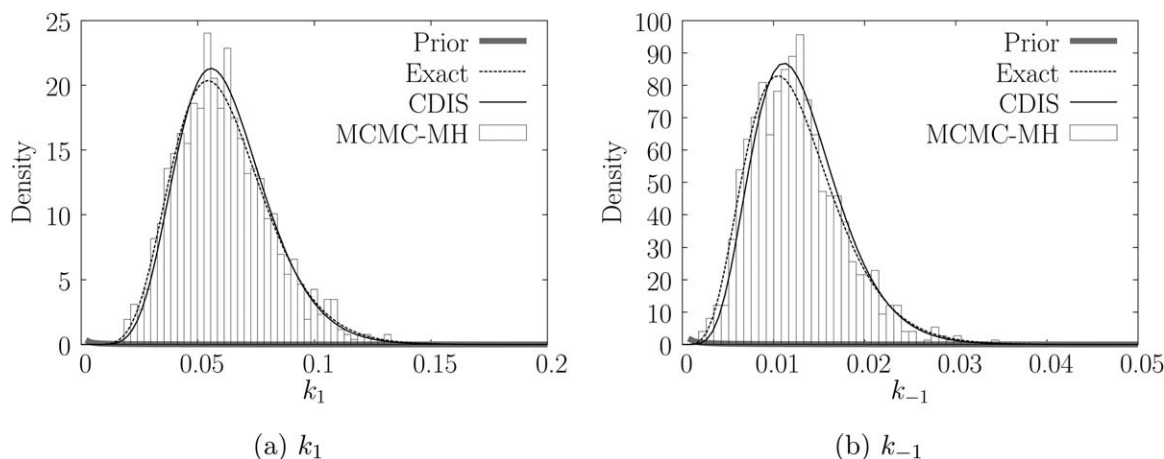 25
20
15
10
5
0
Density
Prior
Exact
CDIS
MCMC-MH
0 0.05 0.1 0.15 0.2
k₁
(a) k₁
100
90
80
70
60
50
40
30
20
10
0
Density
Prior
Exact
CDIS
MCMC-MH
0 0.01 0.02 0.03 0.04 0.05
k₋₁
(b) k₋₁